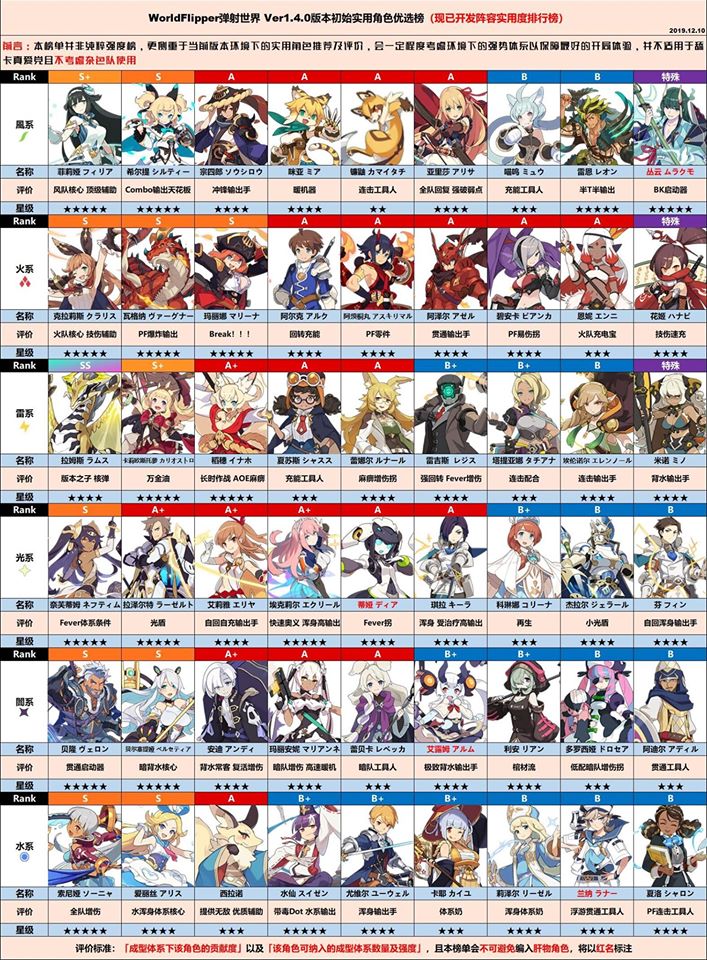 WorldFlipper弹射世界 Ver1.4.0版本初始实用角色优选榜（现已开发阵容实用度排行榜）
2019.12.10
前言：本榜单并非纯粹强度榜，更侧重于当前版本环境下的实用角色推荐及评价，会一定程度考虑环境下的强势体系以保障最好的开局体验，并不适用于辟
卡真爱党且不考虑杂色队使用
Rank S+ S A A A A B B 特殊
風系
名称 菲莉娅 フィリア 希尔提 シルティー 宗四郎 ソウシロウ 咪亚 ミア 镰鼬 カマイタチ 亚里莎 アリサ 喵鸣 ミュウ 雷恩 レオン 丛云 ムラクモ
评价 风队核心 顶级辅助 Combo输出天花板 冲锋输出手 暖机器 连击工具人 全队回复 强破弱点 充能工具人 半T半输出 BK启动器
星级 ★★★★★ ★★★★★ ★★★★ ★★★★ ★★ ★★★★★ ★★★ ★★★★★ ★★★★★
Rank S S S A A A A A 特殊
火系
名称 克拉莉斯 クラリス 瓦格纳 ヴァーグナー 玛丽娜 マリーナ 阿尔克 アルク 阿修羅丸 アスキリマル 阿泽尔 アゼル 碧安卡 ビアンカ 恩妮 エンニ 花姫 ハナビ
评价 火队核心 技伤辅助 PF爆炸输出 Break！！！ 回转充能 PF零件 贯通输出手 PF易伤拐 火队充电宝 技伤速充
星级 ★★★★★ ★★★★★ ★★★★★ ★★★★ ★★★★ ★★★★ ★★★★ ★★★ ★★★★
Rank SS S+ A+ A A B+ B+ B 特殊
雷系
名称 拉姆斯 ラムス 卡莉欧斯托萝 カリオストロ 稻穗 イナホ 夏苏斯 シャスス 蕾娜尔 ルナール 雷吉斯 レジス 塔提亚娜 タチアナ 埃伦诺尔 エレンノール 米诺 ミノ
评价 版本之子 核弹 万金油 长时作战 AOE麻痹 充能工具人 麻痹增伤拐 强回转 Fever增伤 连击配合 连击输出手 背水输出手
星级
Rank S A+ A+ A+ A A B+ B B
光系
名称 奈芙蒂姆 ネフティム 拉泽尔特 ラーゼルト 艾莉雅 エリヤ 埃克莉尔 エクリール 蒂娅 ディア 琪拉 キーラ 科琳娜 コリーナ 杰拉尔 ジェラール 芬 フィン
评价 Fever体系条件 光盾 自回自充输出手 快速奥义 浑身高输出 Fever拐 浑身 受治疗高输出 再生 小光盾 自回浑身输出手
星级
Rank S S A+ A A B+ B+ B B
闇系
名称 贝隆 ヴェロン 贝尔塞提娅 ベルセティア 安迪 アンディ 玛丽安妮 マリアンネ 蕾贝卡 レベッカ 艾露姆 アルム 利安 リアン 多罗西娅 ドロセア 阿迪尔 アディル
评价 贯通启动器 暗背水核心 背水常客 复活增伤 暗队增伤 高速暖机 暗队工具人 极致背水输出手 棺材流 低配暗队增伤拐 贯通工具人
星级
Rank S S A B+ B+ B+ B B B
水系
名称 索尼娅 ソーニャ 爱丽丝 アリス 西拉诺 水仙 スイゼン 尤维尔 ユーウェル 卡耶 カイユ 莉泽尔 リーゼル 兰纳 ラナー 夏洛 シャロン
评价 全队增伤 水浑身体系核心 提供无敌 优质辅助 带毒Dot 水系输出 浑身输出手 体系奶 浑身体系奶 浮游贯通工具人 PF连击工具人
星级
评价标准：「成型体系下该角色的贡献度」以及「该角色可纳入的成型体系数量及强度」，且本榜单会不可避免编入肝物角色，将以红名标注